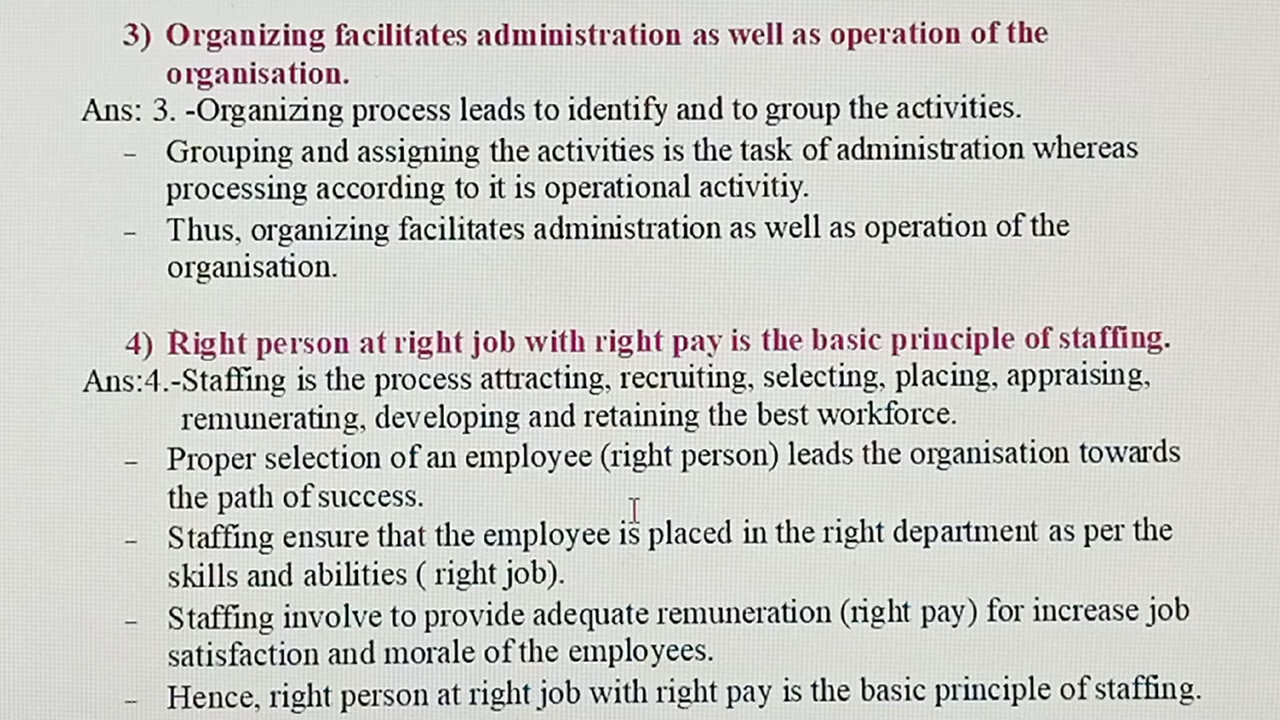 3) Organizing facilitates administration as well as operation of the
organisation.
Ans: 3. -Organizing process leads to identify and to group the activities.
- Grouping and assigning the activities is the task of administration whereas
processing according to it is operational activitiy.
- Thus, organizing facilitates administration as well as operation of the
organisation.
4) Right person at right job with right pay is the basic principle of staffing.
Ans:4.-Staffing is the process attracting, recruiting, selecting, placing, appraising,
remunerating, developing and retaining the best workforce.
- Proper selection of an employee (right person) leads the organisation towards
the path of success.
- Staffing ensure that the employee is placed in the right department as per the
skills and abilities ( right job).
- Staffing involve to provide adequate remuneration (right pay) for increase job
satisfaction and morale of the employees.
- Hence, right person at right job with right pay is the basic principle of staffing.